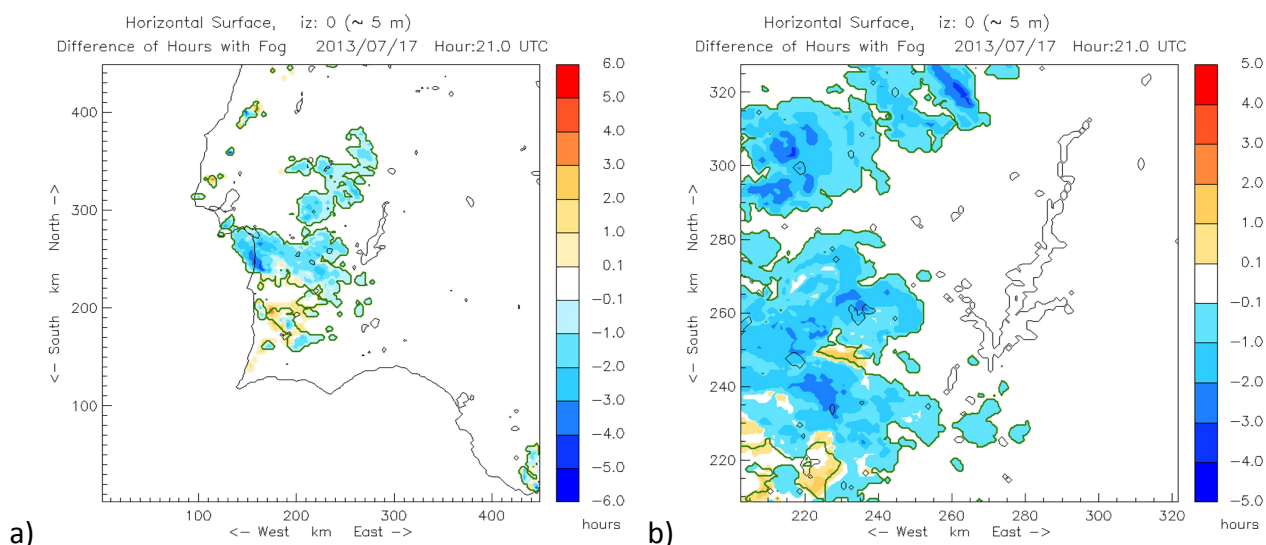 Horizontal Surface, iz: 0 (~ 5 m)
Difference of Hours with Fog 2013/07/17 Hour:21.0 UTC
400
300
200
100
<- South km North ->
100 200 300 400
<- West km East ->
6.0
5.0
4.0
3.0
2.0
1.0
0.1
-0.1
-1.0
-2.0
-3.0
-4.0
-5.0
-6.0
hours
a)
Horizontal Surface, iz: 0 (~ 5 m)
Difference of Hours with Fog 2013/07/17 Hour:21.0 UTC
320
300
280
260
240
220
<- South km North ->
220 240 260 280 300 320
<- West km East ->
5.0
4.0
3.0
2.0
1.0
0.1
-0.1
-1.0
-2.0
-3.0
-4.0
-5.0
hours
b)